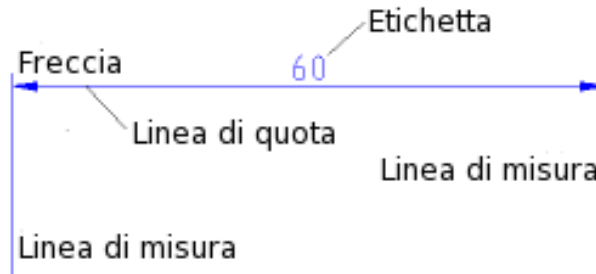 Etichetta
Freccia
60
Linea di quota
Linea di misura
Linea di misura